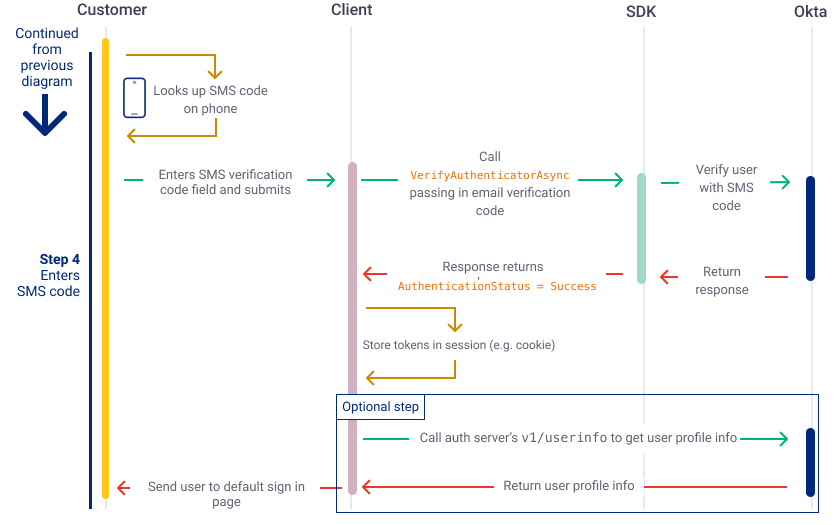 Customer
Client
SDK
Okta
Continued
from
previous
diagram
Looks up SMS code
on phone
Enters SMS verification
code field and submits
Call
VerifyAuthenticatorAsync
passing in email verification
code
Verify user
with SMS
code
Step 4
Enters
SMS code
Response returns
AuthenticationStatus = Success
Return
response
Store tokens in session (e.g. cookie)
Optional step
Call auth server's v1/userinfo to get user profile info
Return user profile info
Send user to default sign in
page